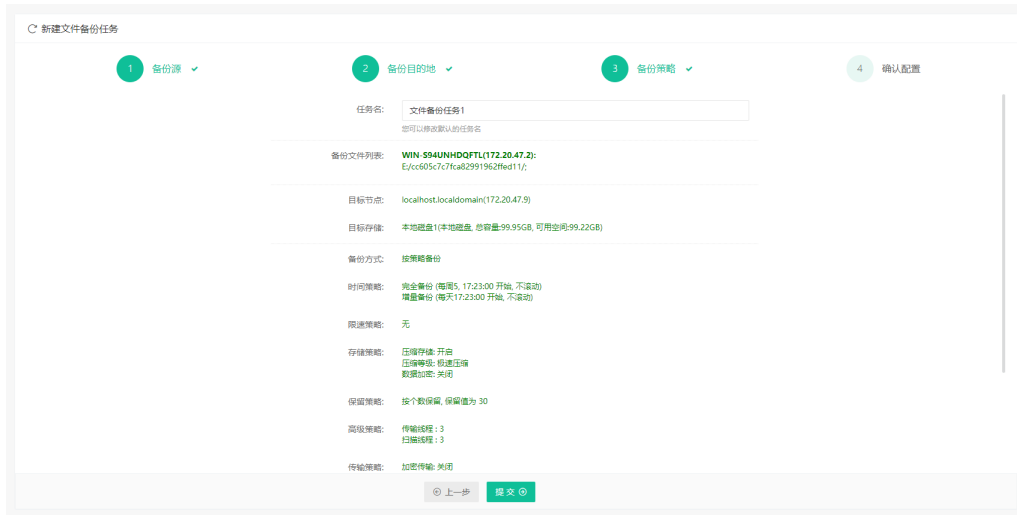 新建文件备份任务
1 备份源
2 备份目的地
3 备份策略
4 确认配置
任务名: 文件备份任务1
您可以修改默认的任务名
备份文件列表: WIN-S94UNHDQFTL(172.20.47.2):
E:/cc605c7c7fca82991962ffed11/;
目标节点: localhost.localdomain(172.20.47.9)
目标存储: 本地磁盘1(本地磁盘, 总容量:99.95GB, 可用空间:99.22GB)
备份方式: 按策略备份
时间策略: 完全备份 (每周5, 17:23:00 开始, 不滚动)
增量备份 (每天17:23:00 开始, 不滚动)
限速策略: 无
存储策略: 压缩存储: 开启
压缩等级: 极速压缩
数据加密: 关闭
保留策略: 按个数保留, 保留值为 30
高级策略: 传输线程 : 3
扫描线程 : 3
传输策略: 加密传输: 关闭
上一步 提 交